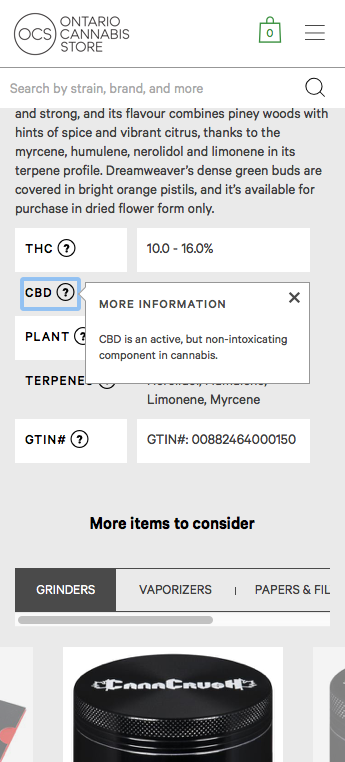 OCS
ONTARIO
CANNABIS
STORE
0
Search by strain, brand, and more
and strong, and its flavour combines piney woods with
hints of spice and vibrant citrus, thanks to the
myrcene, humulene, nerolidol and limonene in its
terpene profile. Dreamweaver's dense green buds are
covered in bright orange pistils, and it's available for
purchase in dried flower form only.
THC ?
10.0 - 16.0%
CBD ?
MORE INFORMATION
CBD is an active, but non-intoxicating
component in cannabis.
PLANT ?
TERPENES ?
Limonene, Myrcene
GTIN# ?
GTIN#: 00882464000150
More items to consider
GRINDERS
VAPORIZERS
PAPERS & FIL
CannaCrush